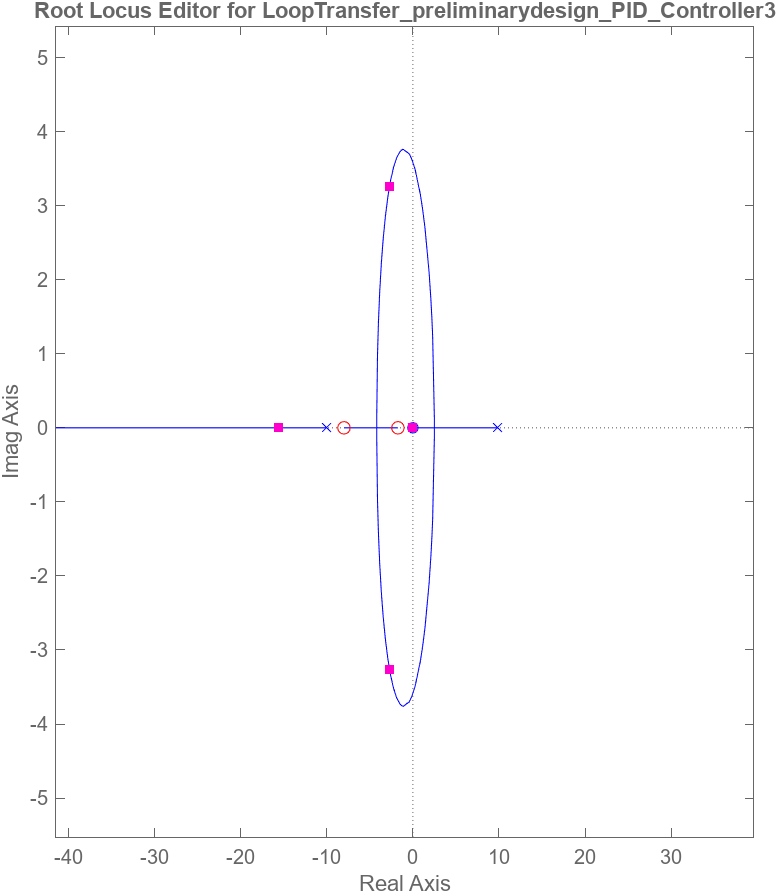 Root Locus Editor for LoopTransfer_preliminarydesign_PID_Controller3
5
4
3
2
1
0
-1
-2
-3
-4
-5
Imag Axis
-40 -30 -20 -10 0 10 20 30
Real Axis